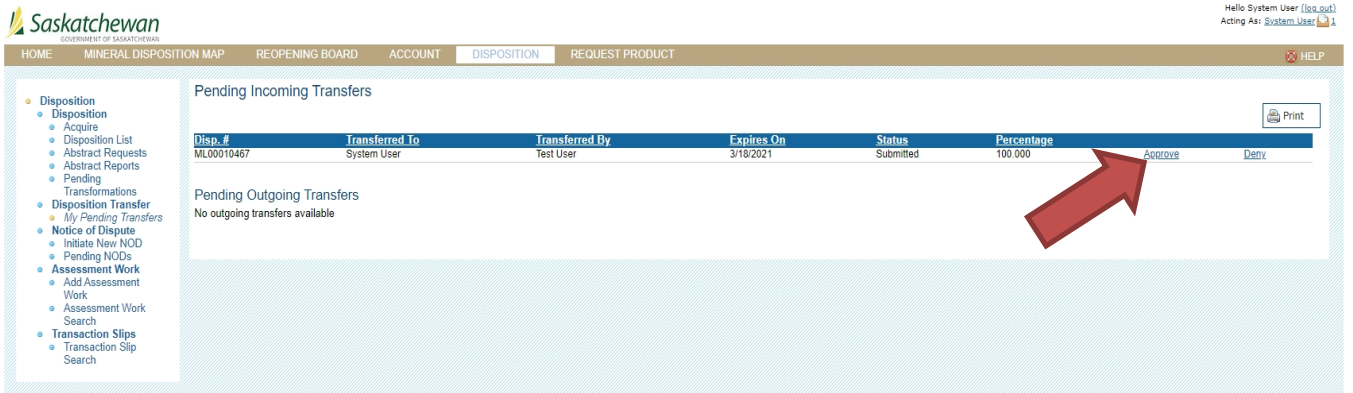 Saskatchewan
GOVERNMENT OF SASKATCHEWAN
Hello System User (log out)
Acting As: System User 1
HOME MINERAL DISPOSITION MAP REOPENING BOARD ACCOUNT DISPOSITION REQUEST PRODUCT HELP
Disposition
Disposition
Acquire
Disposition List
Abstract Requests
Abstract Reports
Pending
Transformations
Disposition Transfer
My Pending Transfers
Notice of Dispute
Initiate New NOD
Pending NODs
Assessment Work
Add Assessment
Work
Assessment Work
Search
Transaction Slips
Transaction Slip
Search
Pending Incoming Transfers
Print
Disp. # Transferred To Transferred By Expires On Status Percentage
ML00010467 System User Test User 3/18/2021 Submitted 100.000 Approve Deny
Pending Outgoing Transfers
No outgoing transfers available